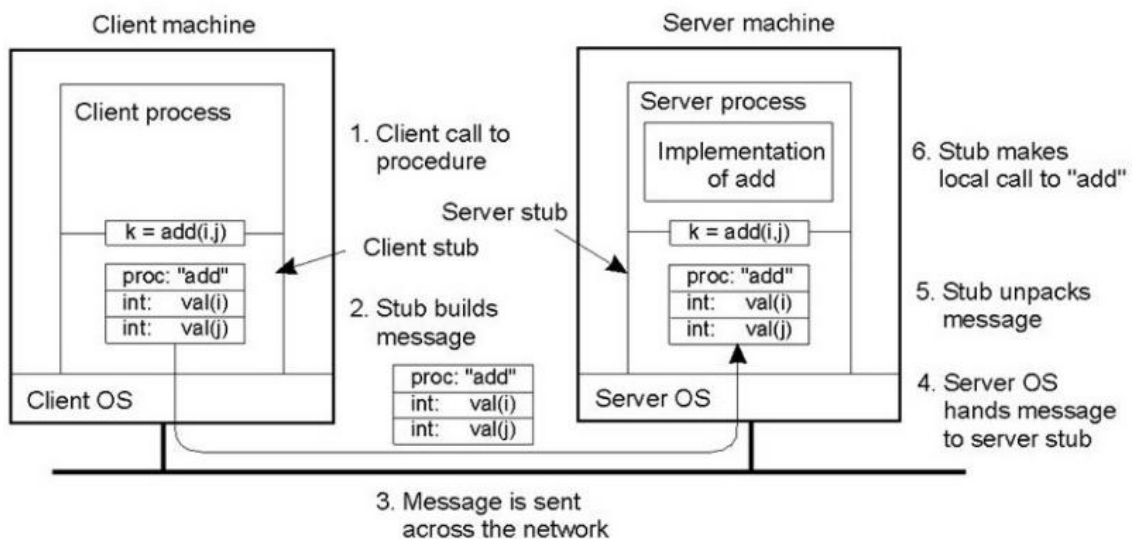 Client machine
Server machine
Client process
1. Client call to
procedure
k = add(i,j)
Client stub
proc: "add"
int: val(i)
int: val(j)
2. Stub builds
message
proc: "add"
int: val(i)
int: val(j)
Client OS
3. Message is sent
across the network
Server process
Implementation
of add
Server stub
k = add(i,j)
proc: "add"
int: val(i)
int: val(j)
Server OS
6. Stub makes
local call to "add"
5. Stub unpacks
message
4. Server OS
hands message
to server stub